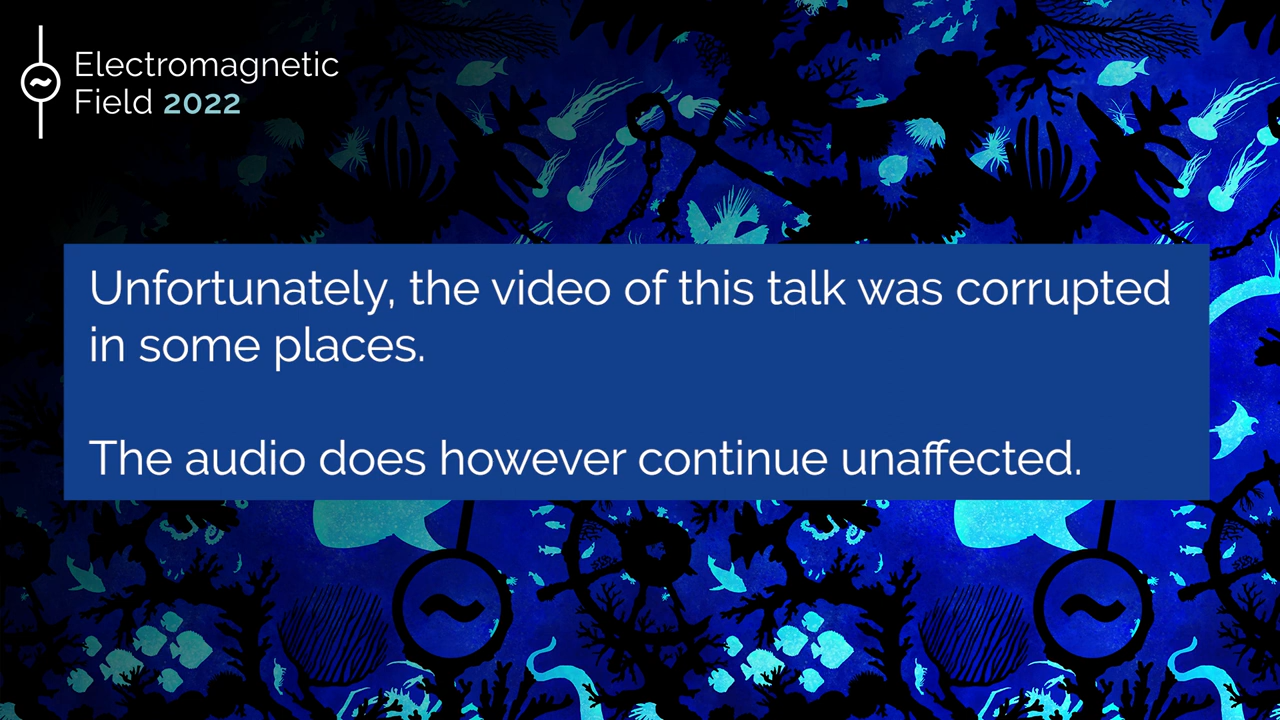 Electromagnetic
Field 2022
Unfortunately, the video of this talk was corrupted
in some places.
The audio does however continue unaffected.